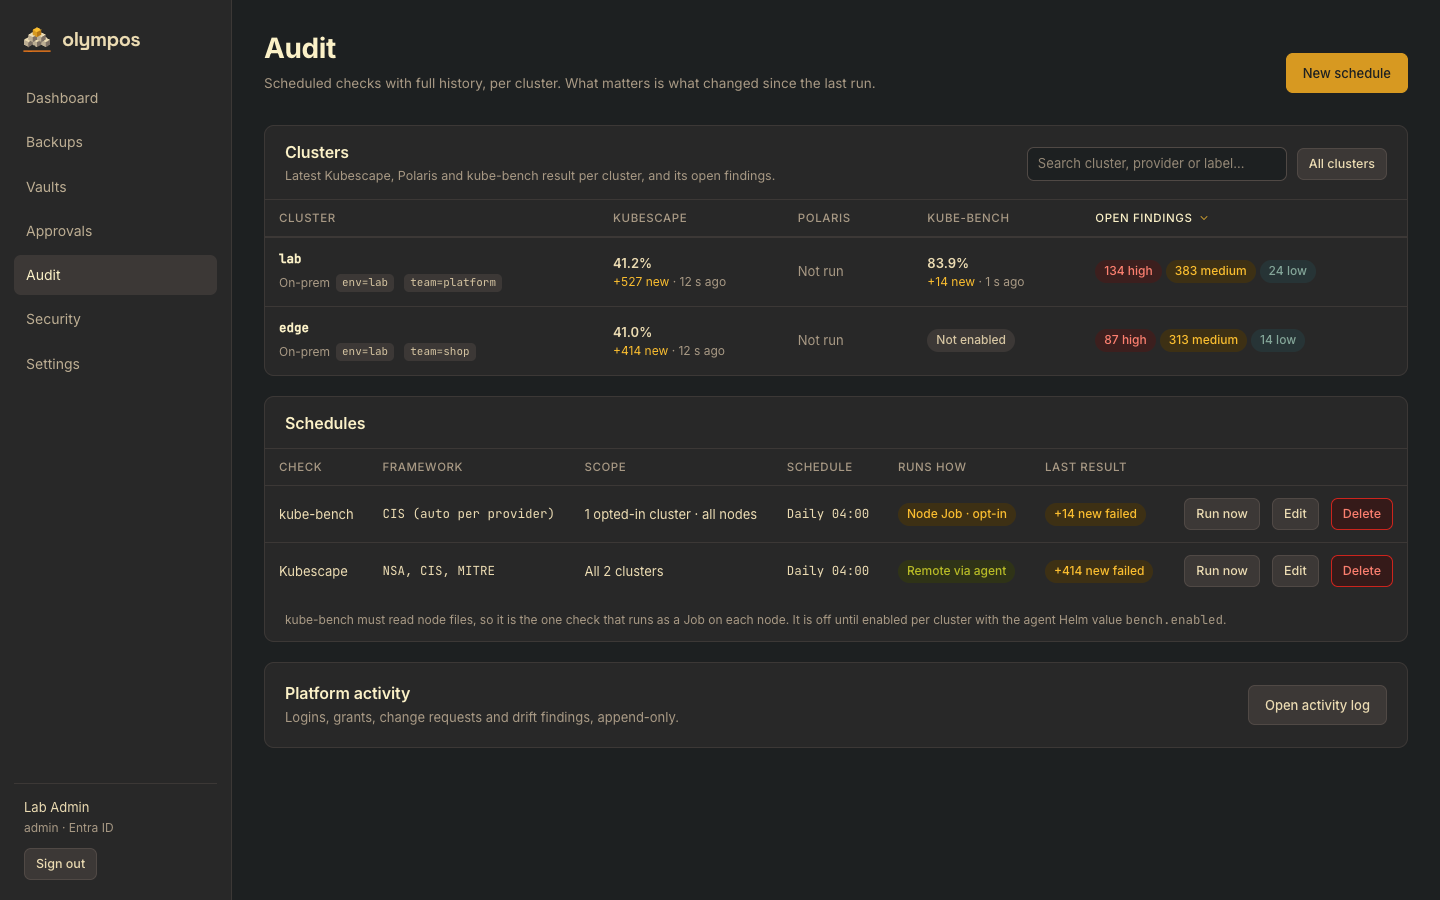 olympos
Dashboard
Backups
Vaults
Approvals
Audit
Security
Settings
Lab Admin
admin · Entra ID
Sign out
Audit
Scheduled checks with full history, per cluster. What matters is what changed since the last run.
New schedule
Clusters
Latest Kubescape, Polaris and kube-bench result per cluster, and its open findings.
Search cluster, provider or label...
All clusters
CLUSTER KUBESCAPE POLARIS KUBE-BENCH OPEN FINDINGS
lab
On-prem env=lab team=platform
41.2%
+527 new · 12 s ago
Not run
83.9%
+14 new · 1 s ago
134 high 383 medium 24 low
edge
On-prem env=lab team=shop
41.0%
+414 new · 12 s ago
Not run
Not enabled
87 high 313 medium 14 low
Schedules
CHECK FRAMEWORK SCOPE SCHEDULE RUNS HOW LAST RESULT
kube-bench CIS (auto per provider) 1 opted-in cluster · all nodes Daily 04:00 Node Job · opt-in +14 new failed Run now Edit Delete
Kubescape NSA, CIS, MITRE All 2 clusters Daily 04:00 Remote via agent +414 new failed Run now Edit Delete
kube-bench must read node files, so it is the one check that runs as a Job on each node. It is off until enabled per cluster with the agent Helm value bench.enabled.
Platform activity
Logins, grants, change requests and drift findings, append-only.
Open activity log